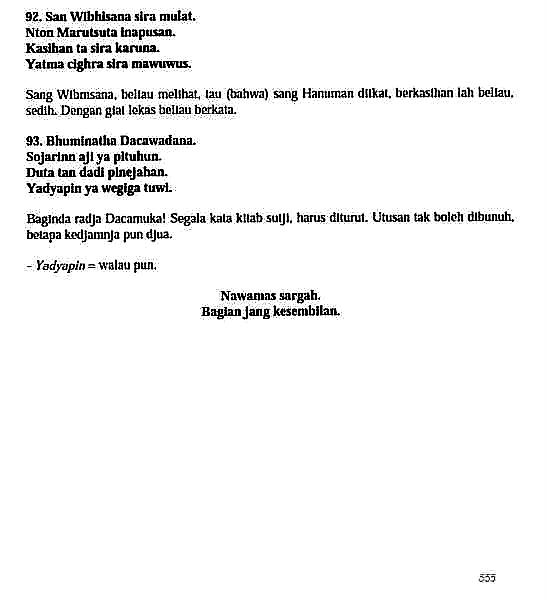 92. San Wibhisana sira mulat.
Nton Marutsuta inapusan.
Kasihan ta sira karuna.
Yatma cighra sira mawuwus.
Sang Wibnisana, beliau melihat, tau (bahwa) sang Hanuman diikat, berkasihan lah beliau,
sedih. Dengan giat lekas beliau berkata.
93. Bhuminatha Dacawadana.
Sojarinn aji ya pituhun.
Duta tan dadi pinejahan.
Yadyapin ya wegiga tuwi.
Baginda radja Dacamuka! Segala kata kitab sutji, harus diturut. Utusan tak boleh dibunuh,
betapa kedjamnja pun djua.
– Yadyapin = walau pun.
Nawamas sargah.
Bagian jang kesembilan.
555